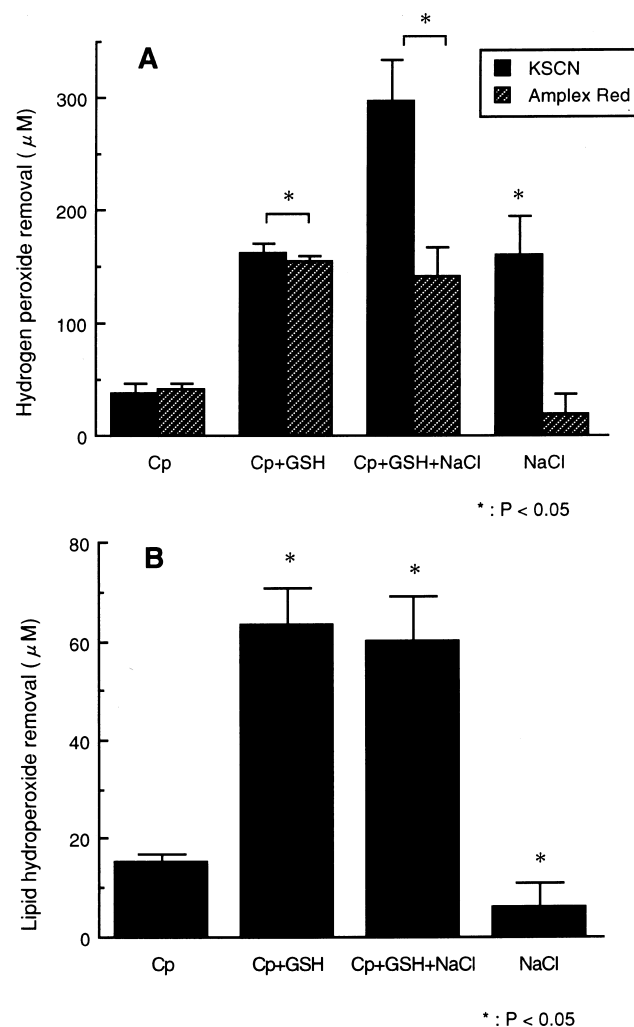 A
*
*
*
KSCN
Amplex Red
Hydrogen peroxide removal ( μM)
300
200
100
0
Cp
Cp+GSH
Cp+GSH+NaCl
NaCl
* : P < 0.05
B
*
*
*
Lipid hydroperoxide removal ( μM)
80
60
40
20
0
Cp
Cp+GSH
Cp+GSH+NaCl
NaCl
* : P < 0.05